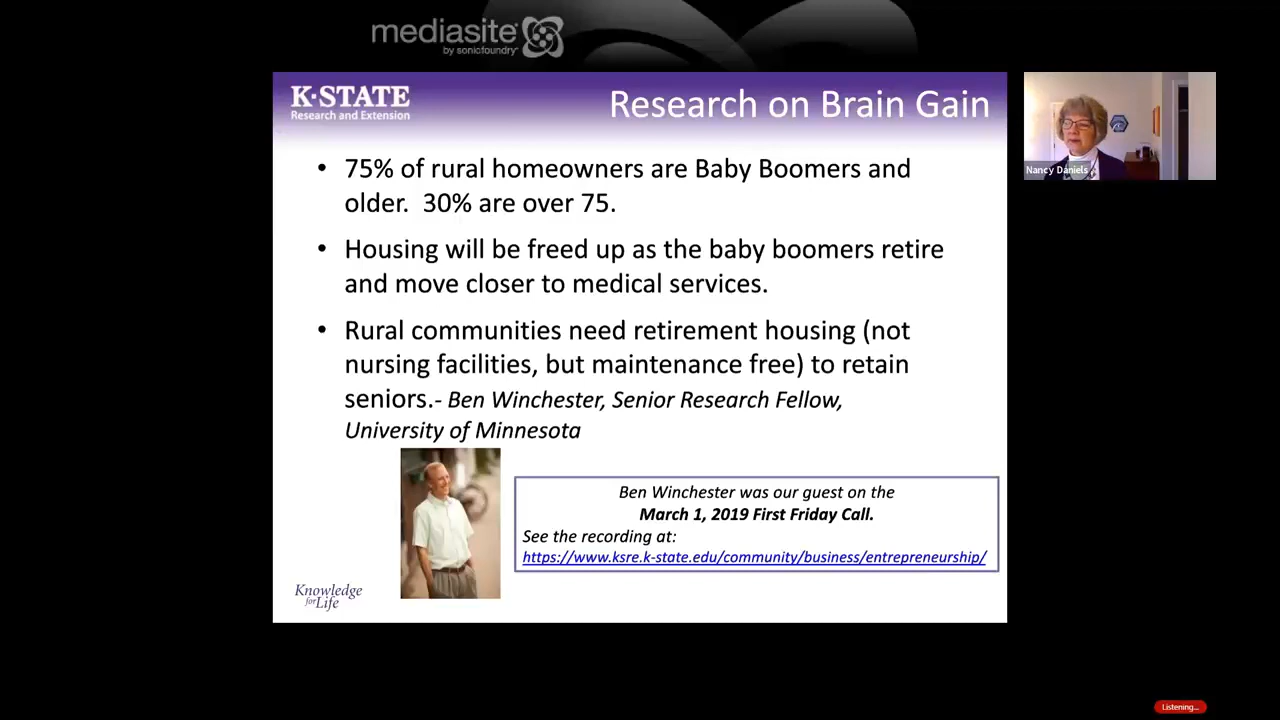 mediasite
by sonicfoundry
K·STATE
Research and Extension
Research on Brain Gain
• 75% of rural homeowners are Baby Boomers and
older. 30% are over 75.
• Housing will be freed up as the baby boomers retire
and move closer to medical services.
• Rural communities need retirement housing (not
nursing facilities, but maintenance free) to retain
seniors.- Ben Winchester, Senior Research Fellow,
University of Minnesota
Ben Winchester was our guest on the
March 1, 2019 First Friday Call.
See the recording at:
https://www.ksre.k-state.edu/community/business/entrepreneurship/
Knowledge
for Life
Nancy Daniels
Listening...